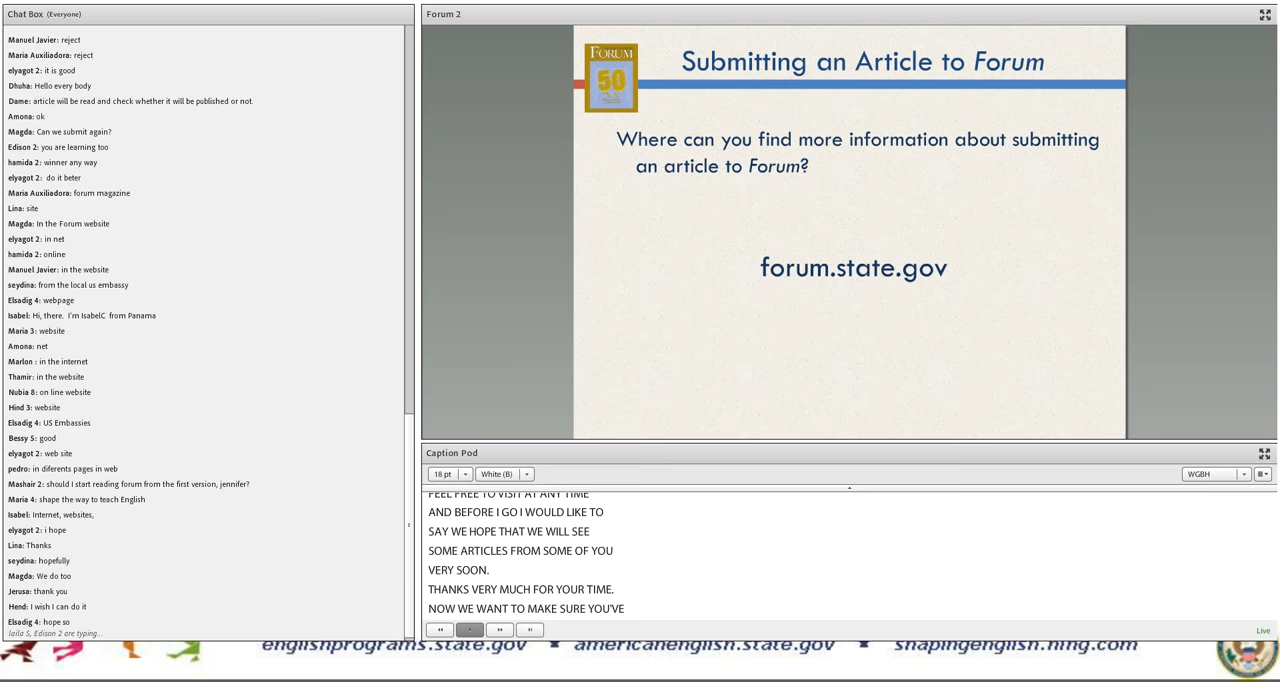 Chat Box (Everyone)
Manuel Javier: reject
Maria Auxiliadora: reject
elyagot 2: it is good
Dhuha: Hello every body
Dame: article will be read and check whether it will be published or not.
Amona: ok
Magda: Can we submit again?
Edison 2: you are learning too
hamida 2: winner any way
elyagot 2: do it beter
Maria Auxiliadora: forum magazine
Lina: site
Magda: In the Forum website
elyagot 2: in net
hamida 2: online
Manuel Javier: in the website
seydina: from the local us embassy
Elsadig 4: webpage
Isabel: Hi, there. I'm IsabelC from Panama
Maria 3: website
Amona: net
Marlon : in the internet
Thamir: in the website
Nubia 8: on line website
Hind 3: website
Elsadig 4: US Embassies
Bessy 5: good
elyagot 2: web site
pedro: in diferents pages in web
Mashair 2: should I start reading forum from the first version, jennifer?
Maria 4: shape the way to teach English
Isabel: Internet, websites,
elyagot 2: i hope
Lina: Thanks
seydina: hopefully
Magda: We do too
Jerusa: thank you
Hend: I wish I can do it
Elsadig 4: hope so
laila 5, Edison 2 are typing...
Forum 2
FORUM
50
Submitting an Article to Forum
Where can you find more information about submitting
an article to Forum?
forum.state.gov
Caption Pod
18 pt White (B) WGBH
FEEL FREE TO VISIT AT ANY TIME
AND BEFORE I GO I WOULD LIKE TO
SAY WE HOPE THAT WE WILL SEE
SOME ARTICLES FROM SOME OF YOU
VERY SOON.
THANKS VERY MUCH FOR YOUR TIME.
NOW WE WANT TO MAKE SURE YOU'VE
Live
englishprograms.state.gov americanenglish.state.gov shapingenglish.ning.com